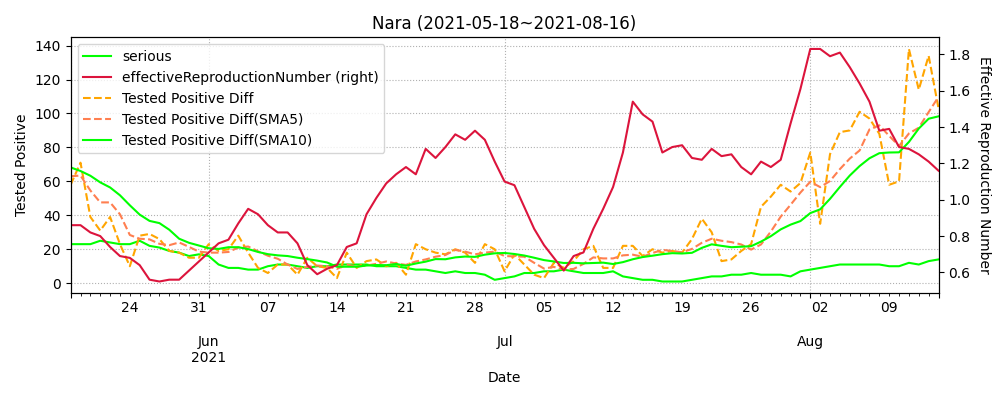 Nara (2021-05-18~2021-08-16)
serious
effectiveReproductionNumber (right)
Tested Positive Diff
Tested Positive Diff(SMA5)
Tested Positive Diff(SMA10)
Tested Positive
140
120
100
80
60
40
20
0
1.8
1.6
1.4
1.2
1.0
0.8
0.6
Effective Reproduction Number
24 31 07 14 21 28 05 12 19 26 02 09
Jun Jul Aug
2021
Date